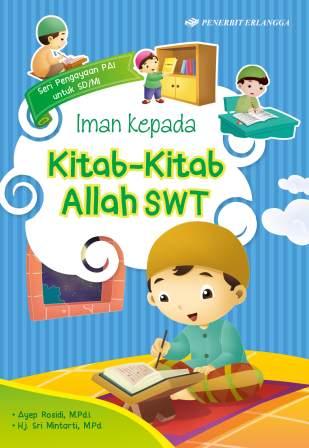 PENERBIT ERLANGGA
Seri Pengayaan PAI
untuk SD/MI
Iman kepada
Kitab-Kitab
Allah SWT
• Ayep Rosidi, M.Pd.I.
• Hj. Sri Mintarti, M.Pd.